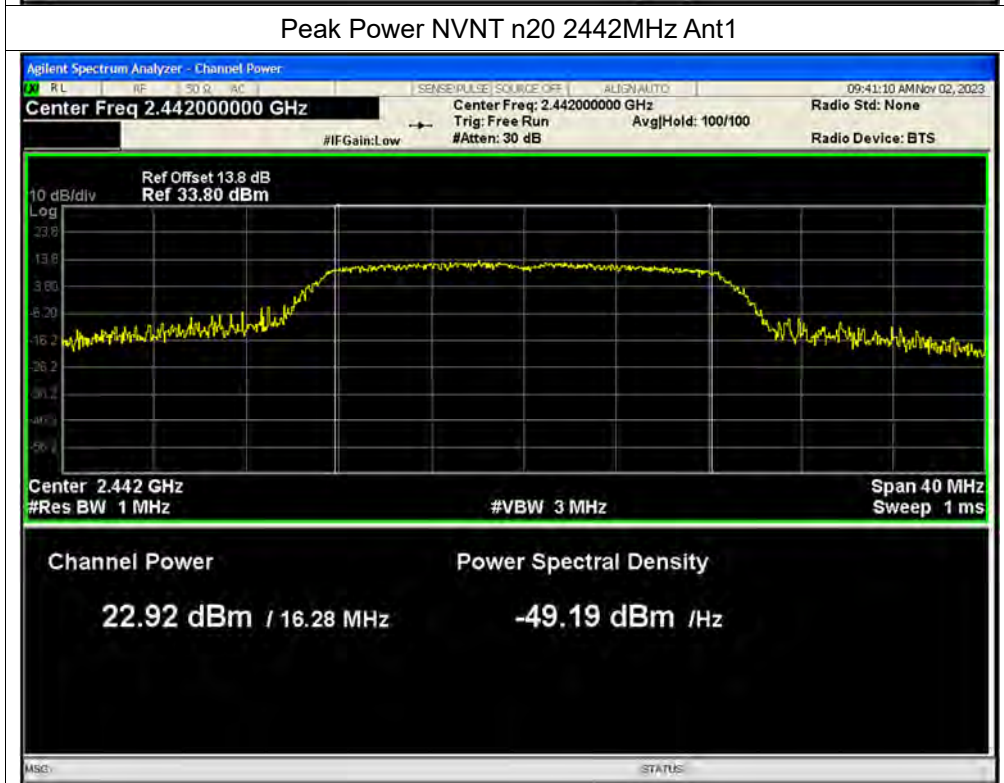 Peak Power NVNT n20 2442MHz Ant1
Agilent Spectrum Analyzer - Channel Power
RL RF 50 Ω AC SENSE:PULSE SOURCE OFF ALIGN AUTO 09:41:10 AM Nov 02, 2023
Center Freq 2.442000000 GHz Center Freq: 2.442000000 GHz Radio Std: None
Trig: Free Run Avg|Hold: 100/100
#IFGain:Low #Atten: 30 dB Radio Device: BTS
Ref Offset 13.8 dB
10 dB/div Ref 33.80 dBm
Log
23.8
13.8
3.80
-6.20
-16.2
-26.2
-36.2
Center 2.442 GHz Span 40 MHz
#Res BW 1 MHz #VBW 3 MHz Sweep 1 ms
Channel Power Power Spectral Density
22.92 dBm / 16.28 MHz -49.19 dBm /Hz
MSG STATUS